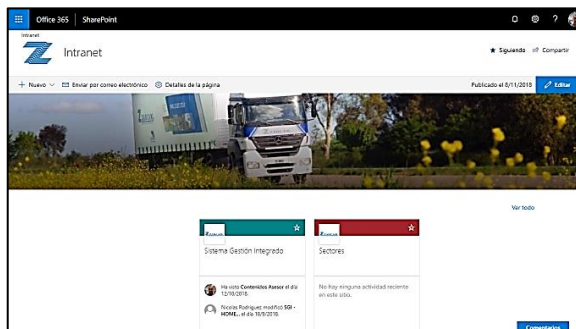 Office 365 SharePoint
Intranet
Intranet
Siguiendo Compartir
Nuevo Enviar por correo electrónico Detalles de la página
Publicado el 8/11/2018 Editar
Ver todo
Sistema Gestión Integrado
Ha visto Contenidos Asesor el día
12/10/2018.
Nicolas Rodriguez modificó SGI -
HOME... el día 10/9/2018.
Sectores
No hay ninguna actividad reciente
en este sitio.
Comentarios